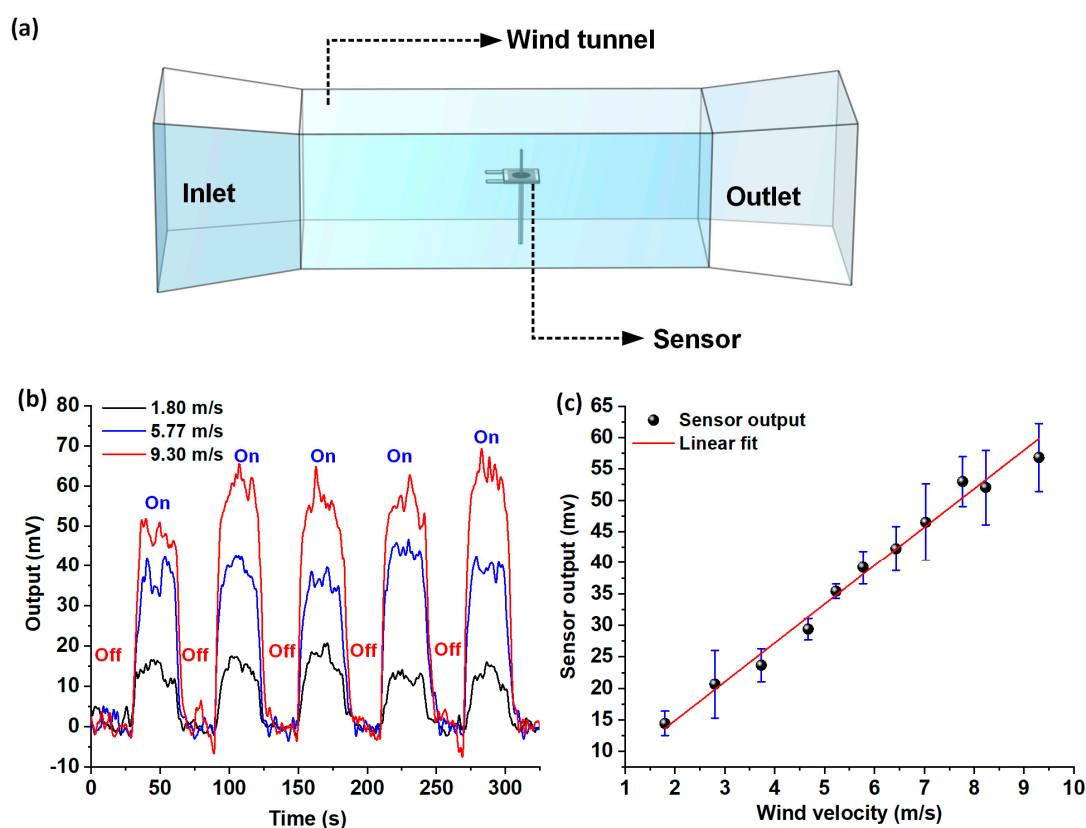 (a)
Wind tunnel
Inlet
Outlet
Sensor
(b)
80
70
60
50
40
30
20
10
0
-10
Output (mV)
1.80 m/s
5.77 m/s
9.30 m/s
On
On
On
On
On
Off
Off
Off
Off
Off
0
50
100
150
200
250
300
Time (s)
(c)
65
60
55
50
45
40
35
30
25
20
15
10
Sensor output (mv)
Sensor output
Linear fit
1
2
3
4
5
6
7
8
9
10
Wind velocity (m/s)